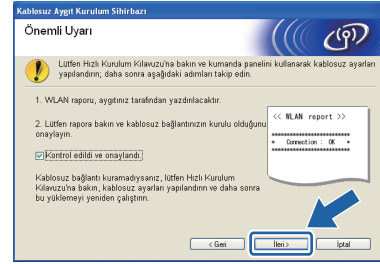 Kablosuz Aygıt Kurulum Sihirbazı
Önemli Uyarı
Lütfen Hızlı Kurulum Kılavuzu'na bakın ve kumanda panelini kullanarak kablosuz ayarları
yapılandırın; daha sonra aşağıdaki adımları takip edin.
1. WLAN raporu, aygıtınız tarafından yazdırılacaktır.
2. Lütfen rapora bakın ve kablosuz bağlantınızın kurulu olduğunu
onaylayın.
<< WLAN report >>
****************************
* Connection : OK *
****************************
Kontrol edildi ve onaylandı.
Kablosuz bağlantı kuramadıysanız, lütfen Hızlı Kurulum
Kılavuzu'na bakın, kablosuz ayarları yapılandırın ve daha sonra
bu yüklemeyi yeniden çalıştırın.
< Geri
İleri >
İptal